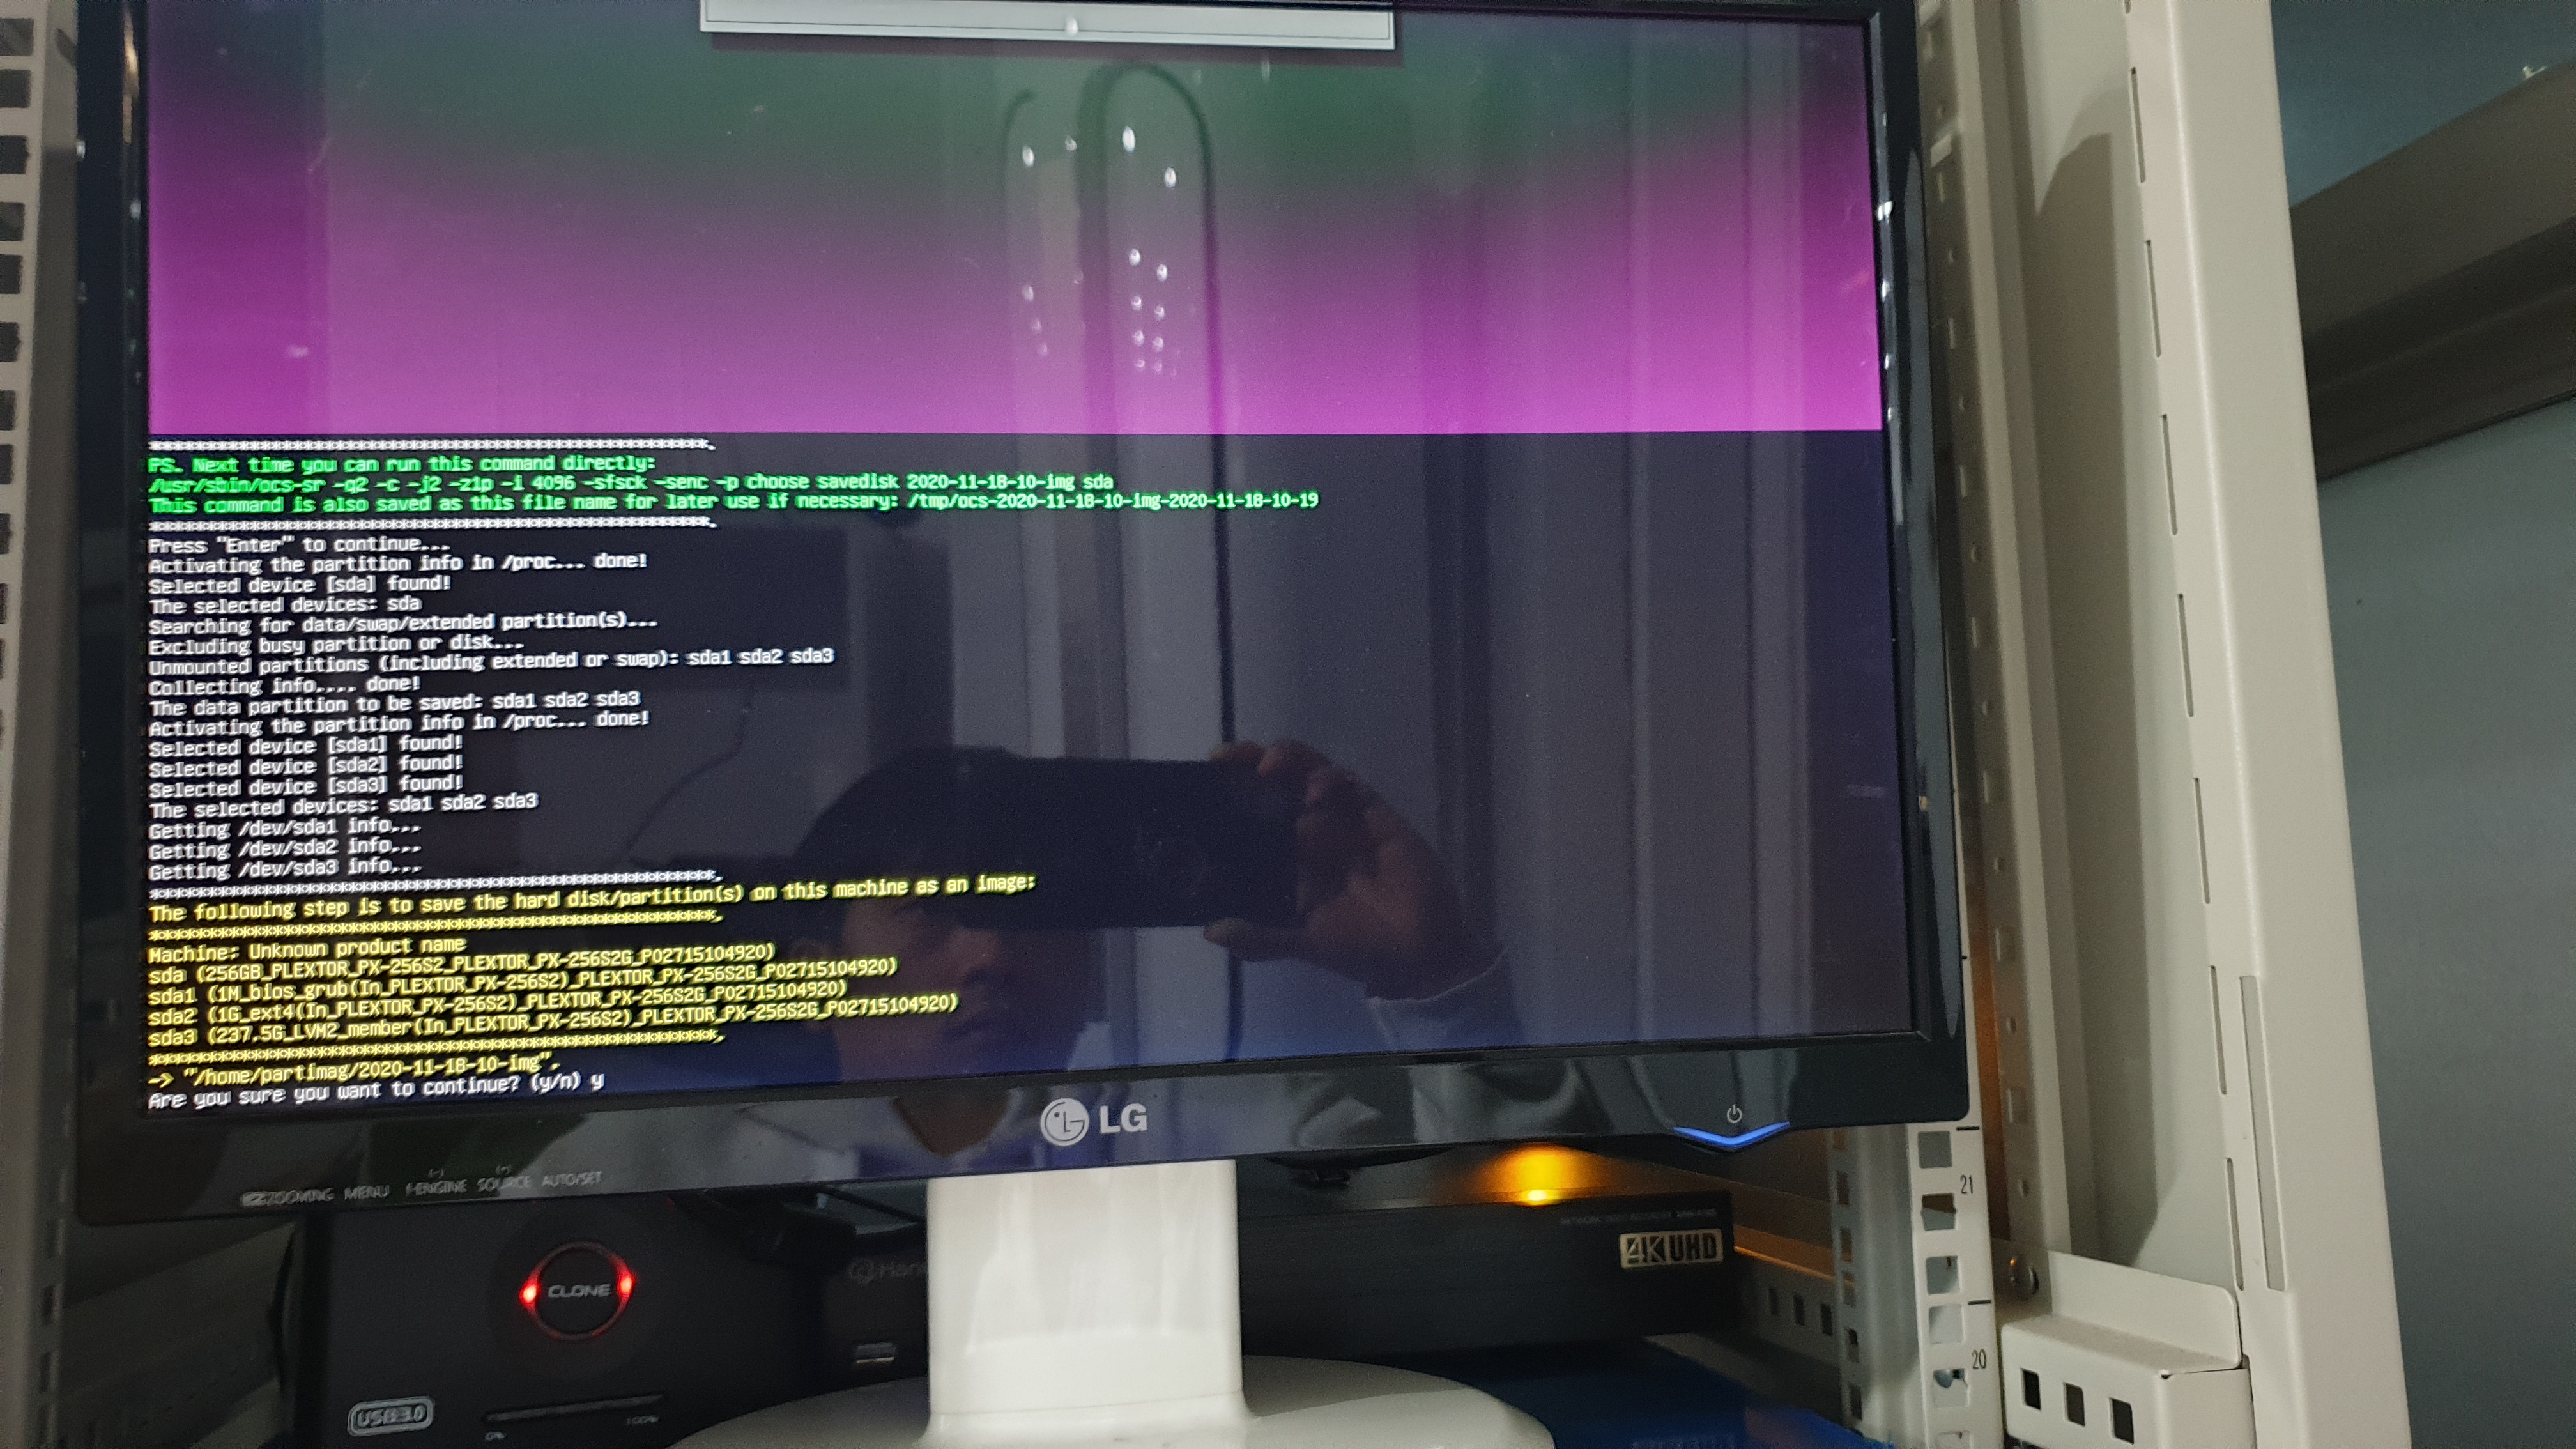 *******************************************************.
PS. Next time you can run this command directly:
/usr/sbin/ocs-sr -q2 -c -j2 -z1p -i 4096 -sfsck -senc -p choose savedisk 2020-11-18-10-img sda
This command is also saved as this file name for later use if necessary: /tmp/ocs-2020-11-18-10-img-2020-11-18-10-19
*******************************************************.
Press "Enter" to continue...
Activating the partition info in /proc... done!
Selected device [sda] found!
The selected devices: sda
Searching for data/swap/extended partition(s)...
Excluding busy partition or disk...
Unmounted partitions (including extended or swap): sda1 sda2 sda3
Collecting info.... done!
The data partition to be saved: sda1 sda2 sda3
Activating the partition info in /proc... done!
Selected device [sda1] found!
Selected device [sda2] found!
Selected device [sda3] found!
The selected devices: sda1 sda2 sda3
Getting /dev/sda1 info...
Getting /dev/sda2 info...
Getting /dev/sda3 info...
*******************************************************.
The following step is to save the hard disk/partition(s) on this machine as an image:
*******************************************************.
Machine: Unknown product name
sda (256GB_PLEXTOR_PX-256S2_PLEXTOR_PX-256S2G_P02715104920)
sda1 (1M_bios_grub(In_PLEXTOR_PX-256S2)_PLEXTOR_PX-256S2G_P02715104920)
sda2 (1G_ext4(In_PLEXTOR_PX-256S2)_PLEXTOR_PX-256S2G_P02715104920)
sda3 (237.5G_LVM2_member(In_PLEXTOR_PX-256S2)_PLEXTOR_PX-256S2G_P02715104920)
*******************************************************.
-> "/home/partimag/2020-11-18-10-img".
Are you sure you want to continue? (y/n) y
LG
EZ ZOOMING MENU F-ENGINE SOURCE AUTO/SET
21
4K UHD
CLONE
20
USB 3.0
0% 100%